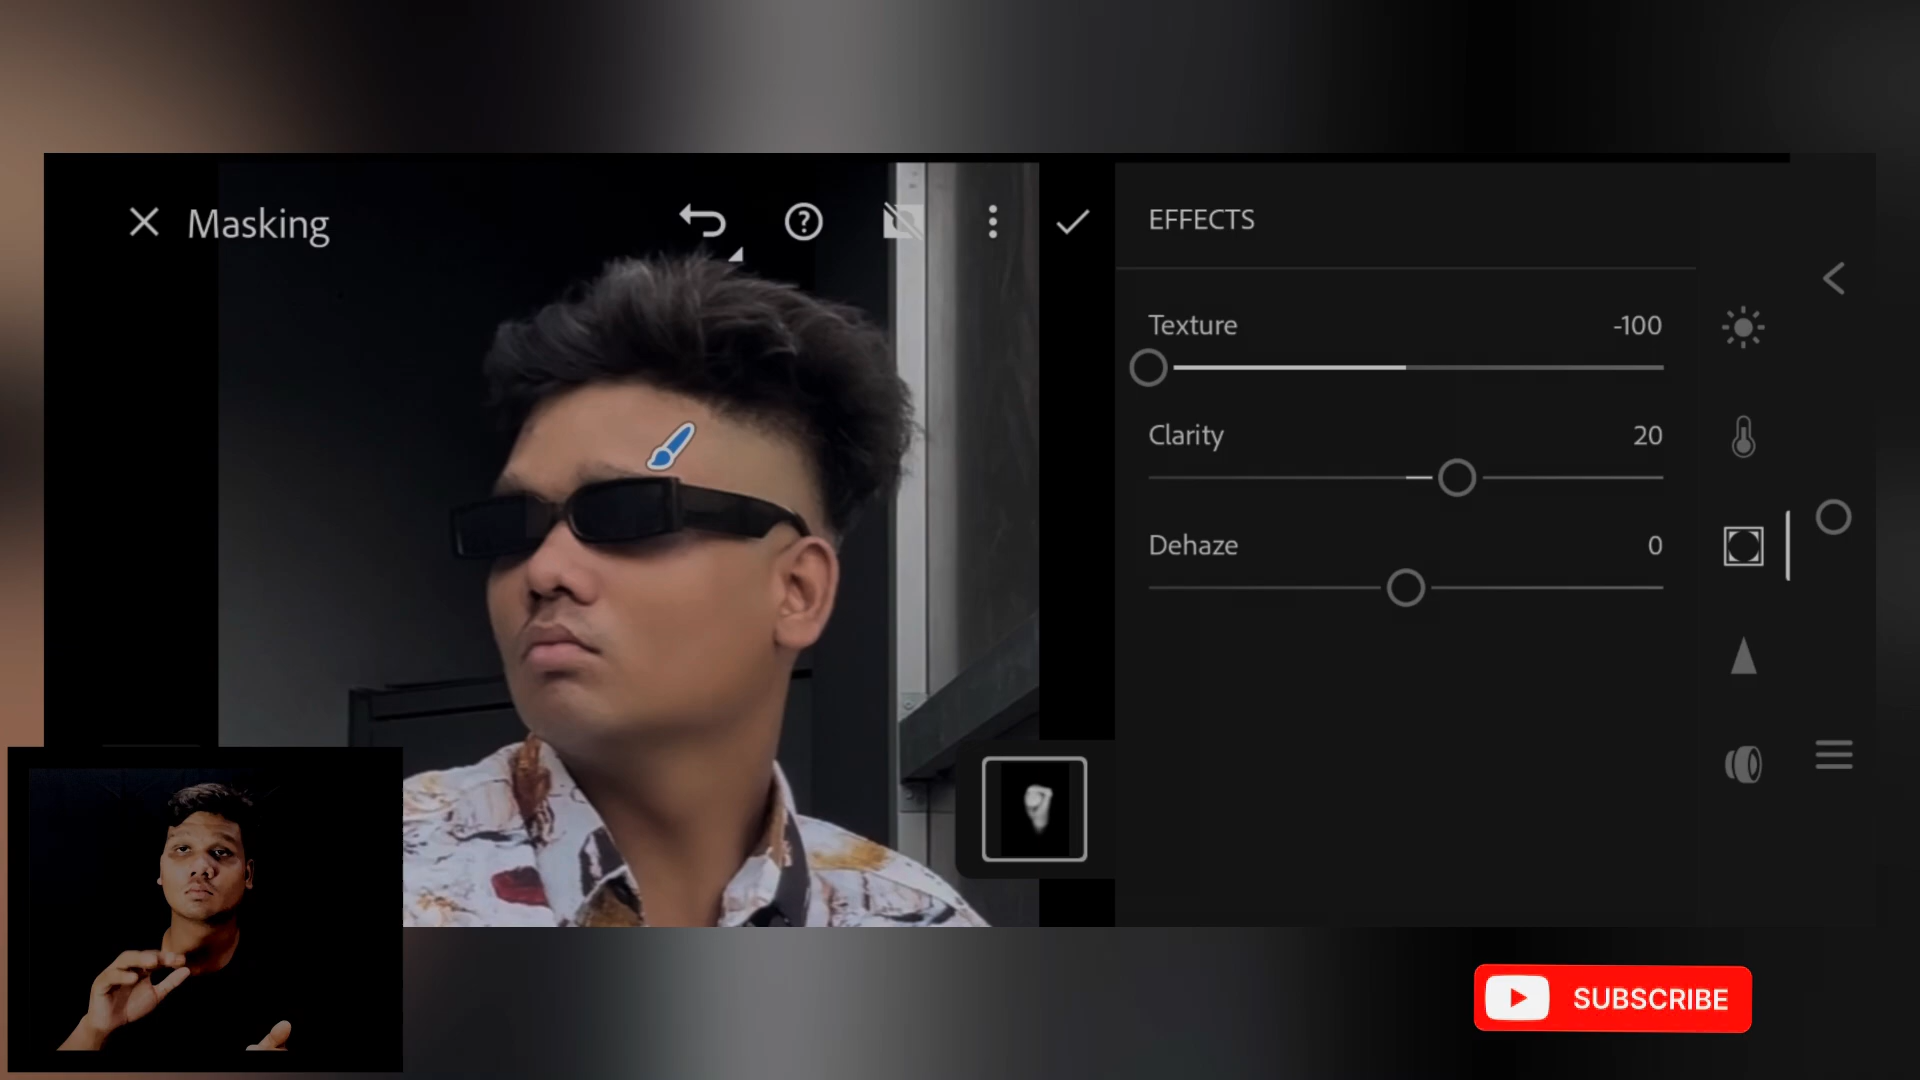 Masking
EFFECTS
Texture -100
Clarity 20
Dehaze 0
SUBSCRIBE